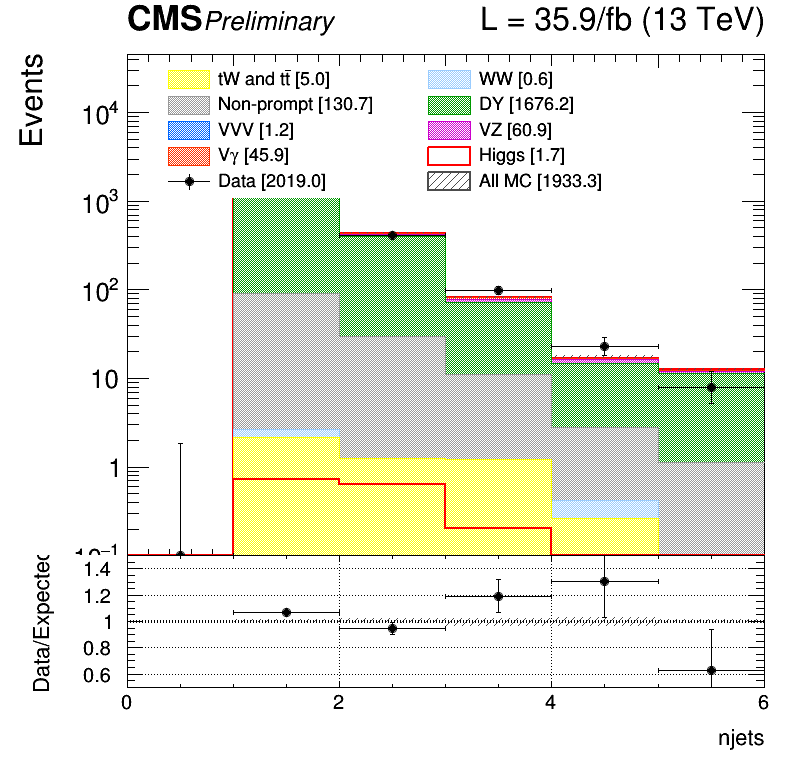 CMS Preliminary L = 35.9/fb (13 TeV)
Events
tW and tt̄ [5.0] WW [0.6]
Non-prompt [130.7] DY [1676.2]
VVV [1.2] VZ [60.9]
Vγ [45.9] Higgs [1.7]
Data [2019.0] All MC [1933.3]
10⁴
10³
10²
10
1
10⁻¹
Data/Expected
1.4
1.2
1
0.8
0.6
0 2 4 6
njets